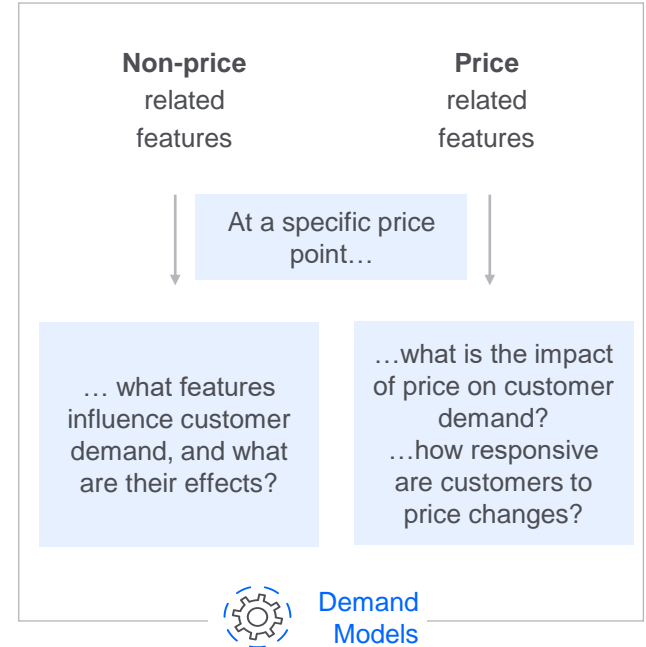 Non-price
related
features
Price
related
features
At a specific price
point…
… what features
influence customer
demand, and what
are their effects?
…what is the impact
of price on customer
demand?
…how responsive
are customers to
price changes?
Demand
Models